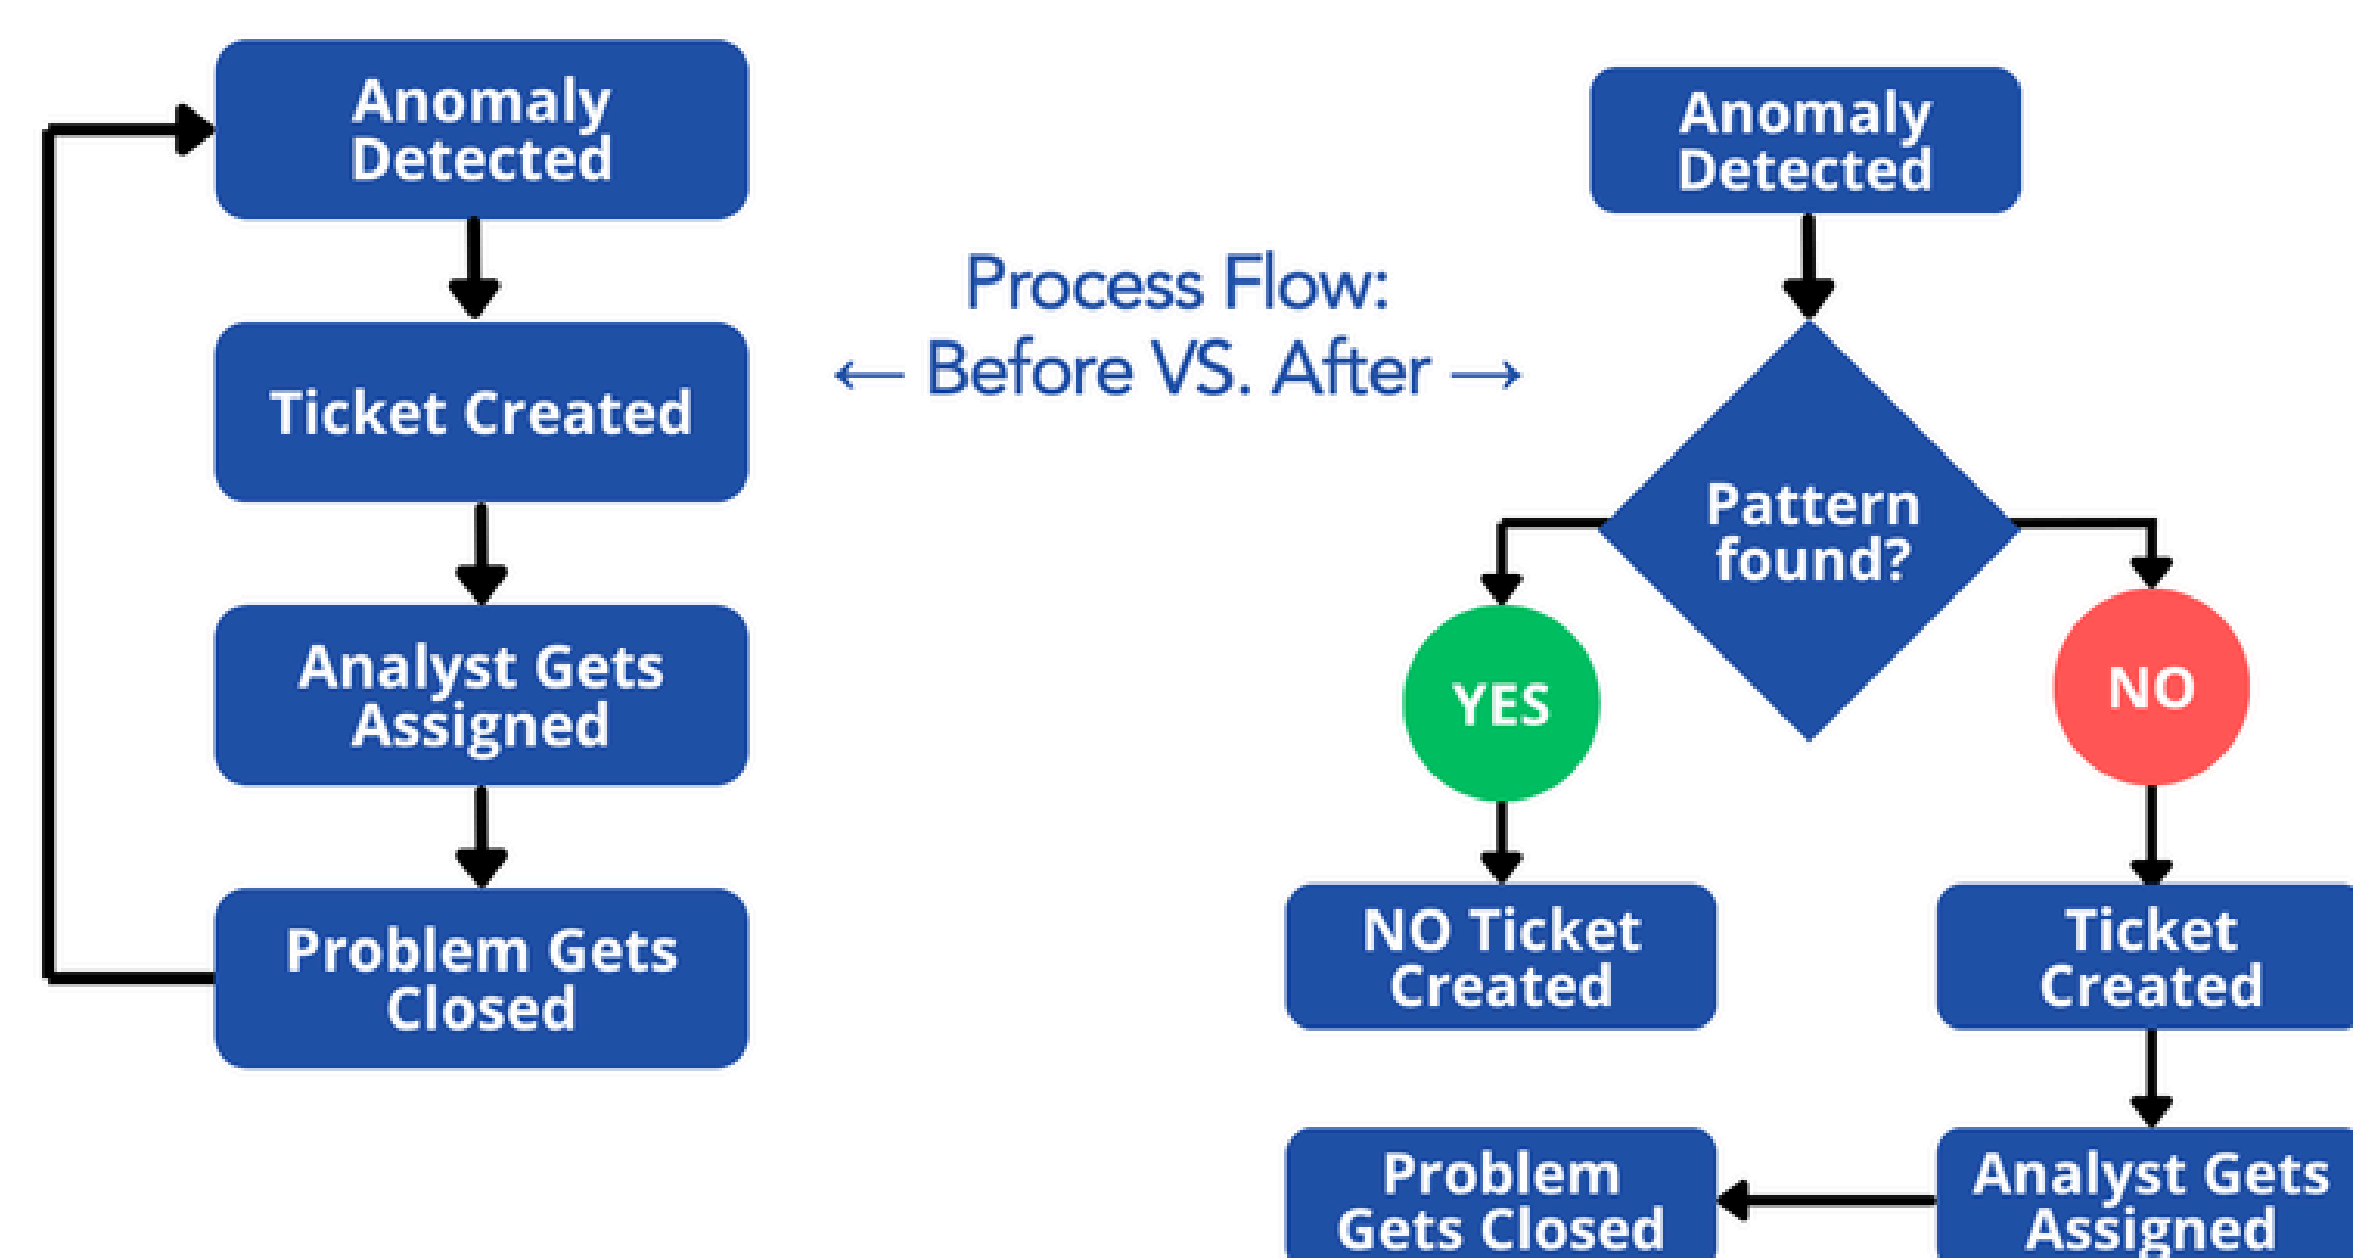 Anomaly
Detected
Ticket Created
Analyst Gets
Assigned
Problem Gets
Closed
Process Flow:
← Before VS. After →
Anomaly
Detected
Pattern
found?
YES
NO
NO Ticket
Created
Ticket
Created
Problem
Gets Closed
Analyst Gets
Assigned